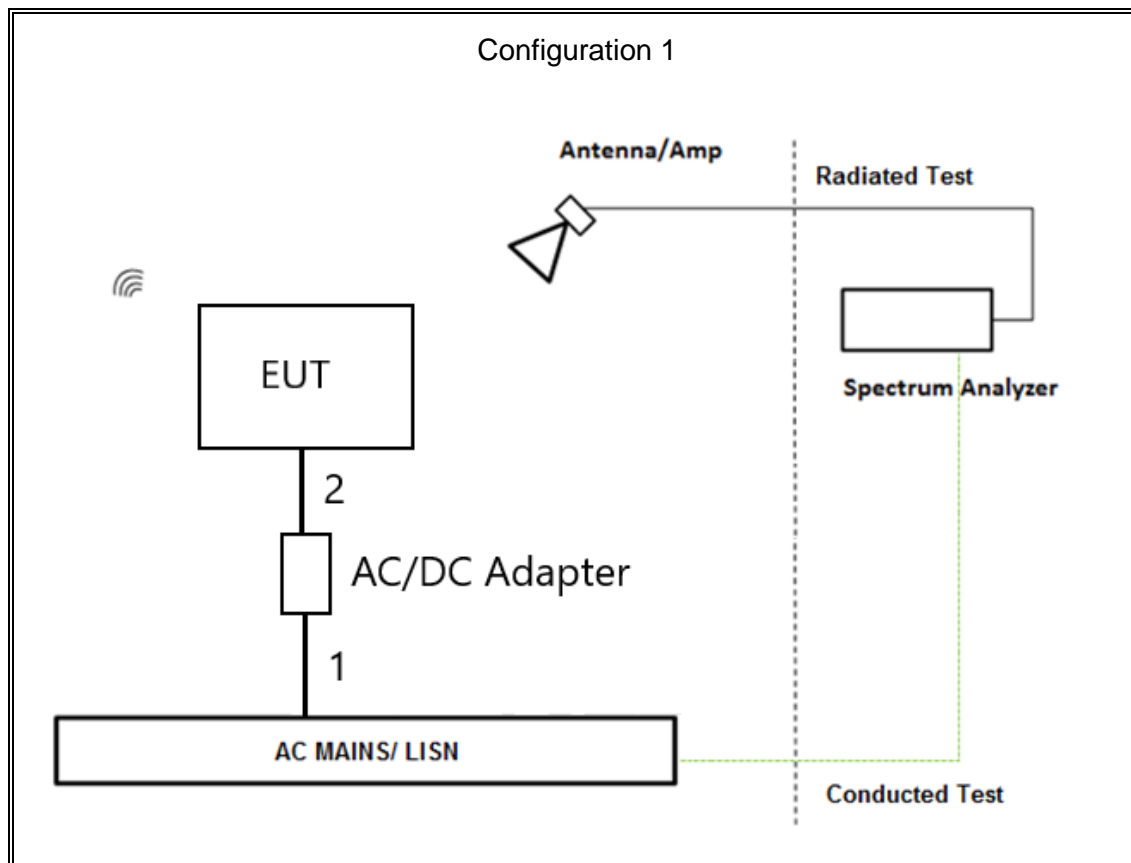 Configuration 1
Antenna/Amp
Radiated Test
EUT
Spectrum Analyzer
2
AC/DC Adapter
1
AC MAINS/ LISN
Conducted Test